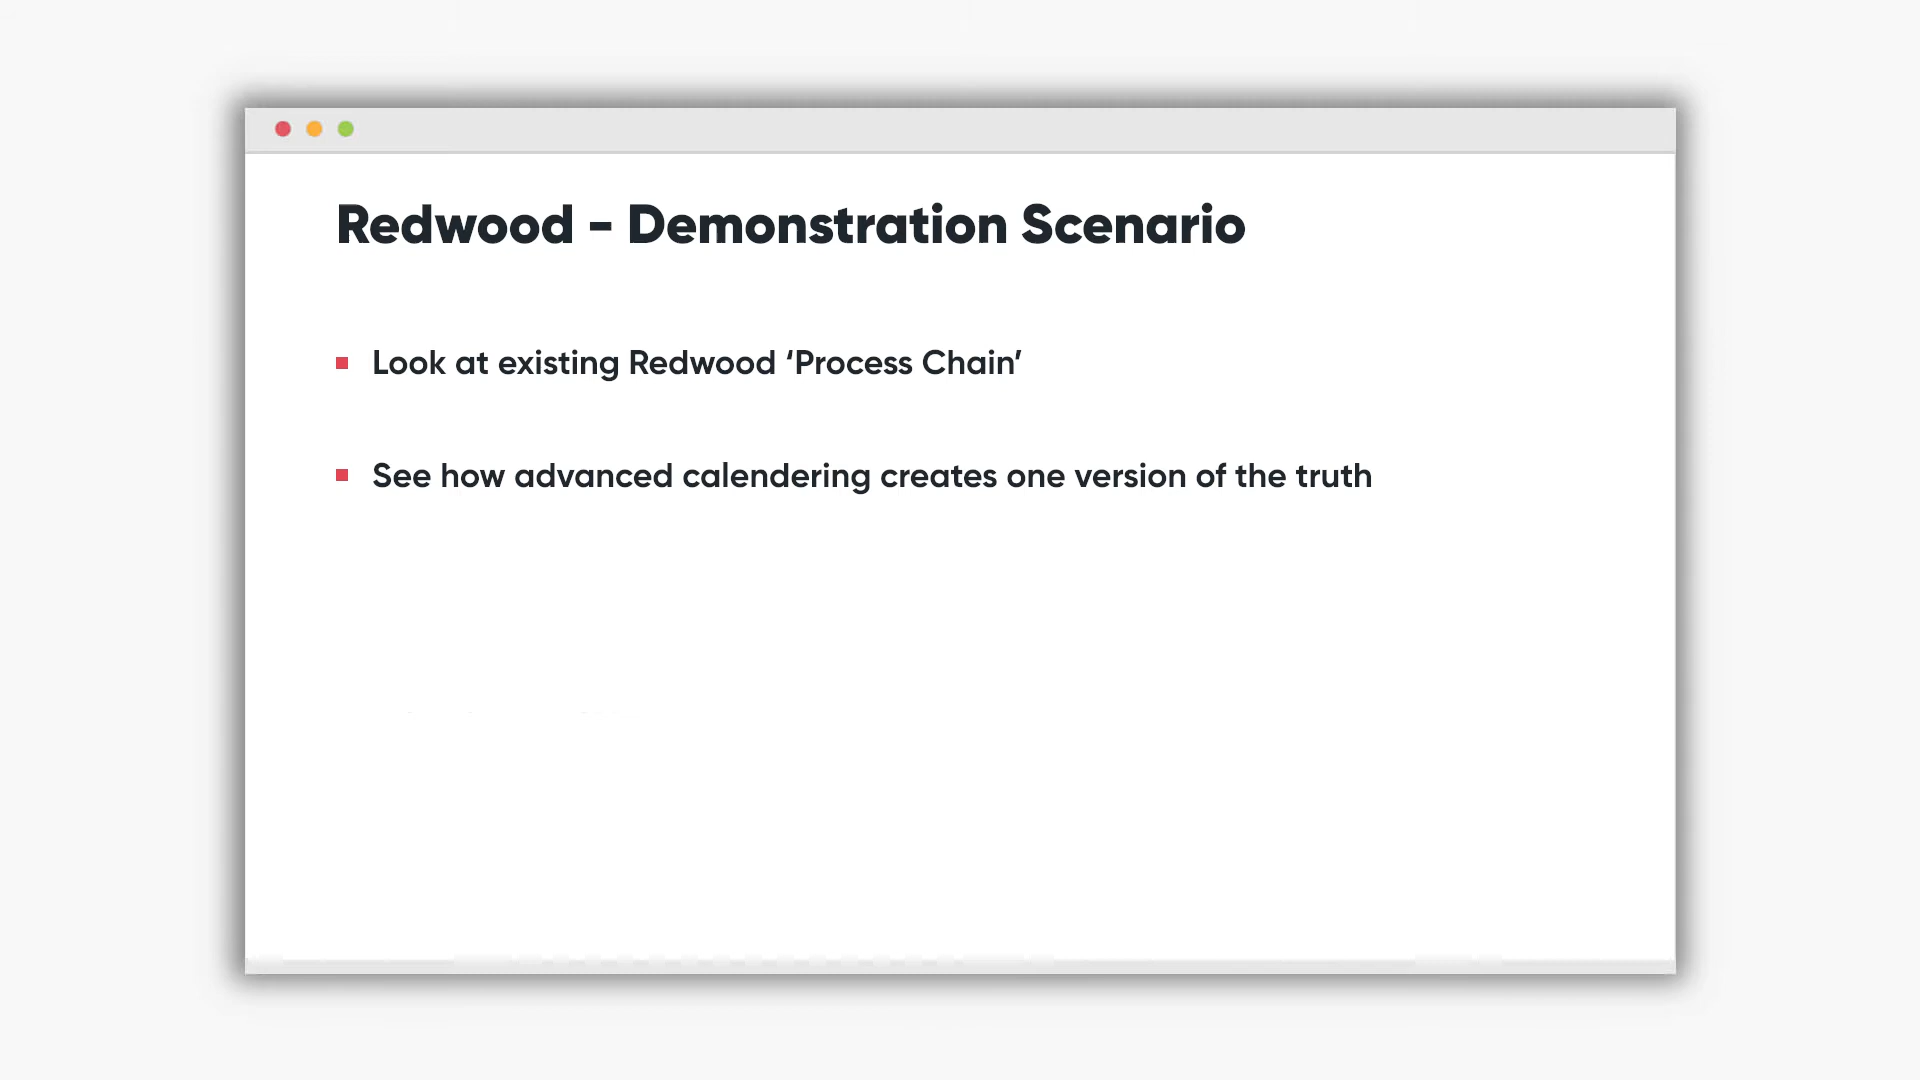 Redwood - Demonstration Scenario
Look at existing Redwood ‘Process Chain’
See how advanced calendering creates one version of the truth